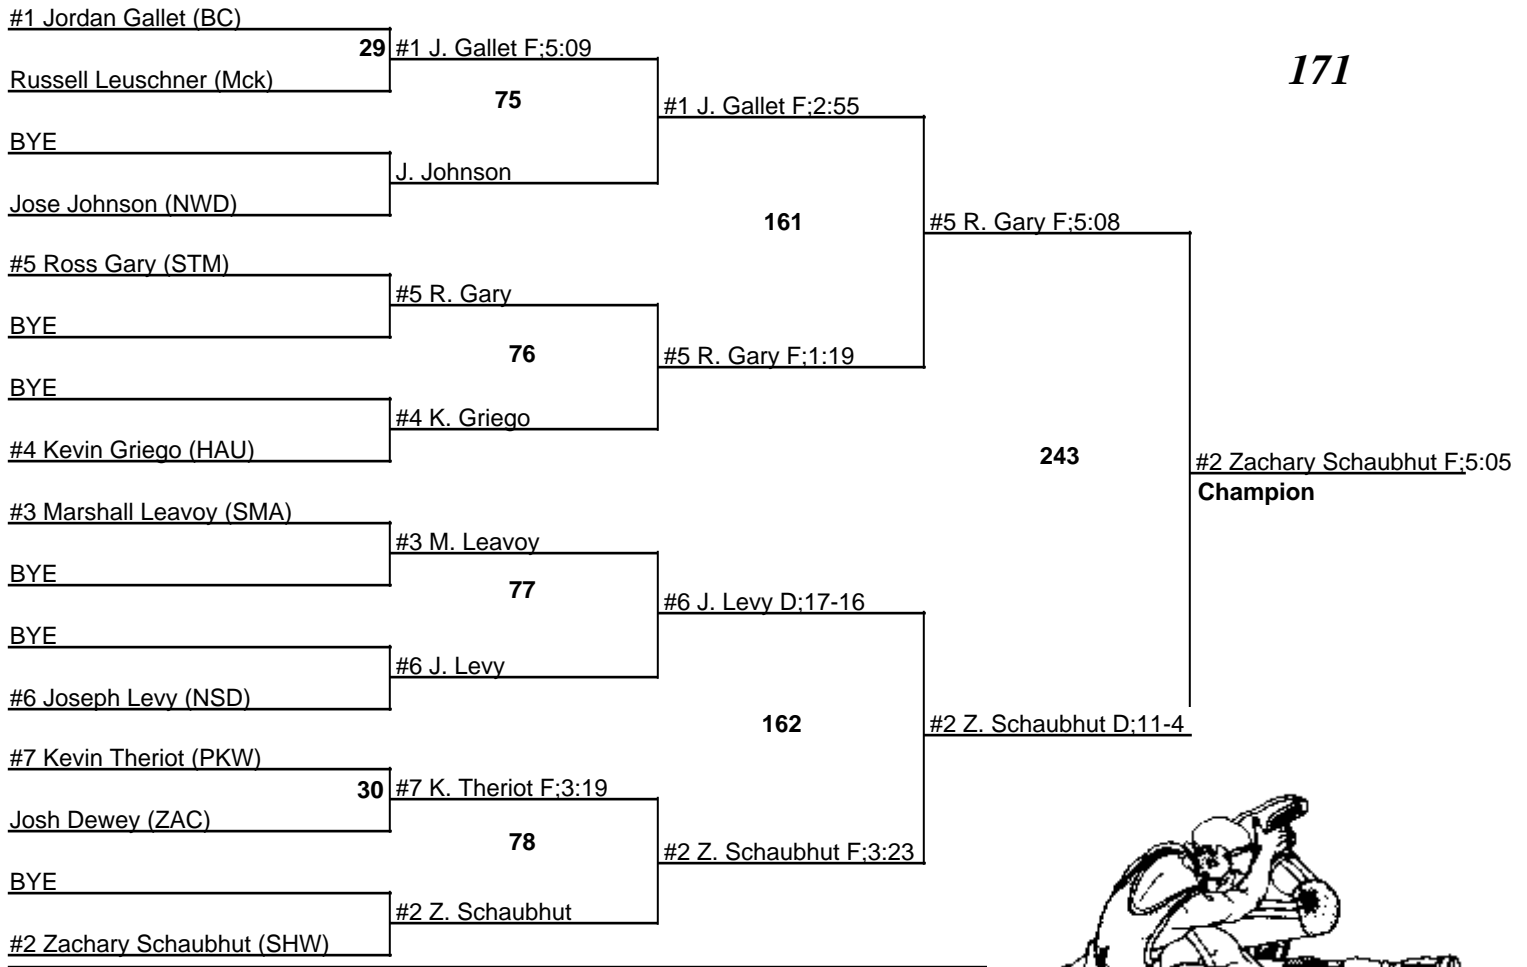 #1 Jordan Gallet (BC)
29 #1 J. Gallet F;5:09
171
Russell Leuschner (Mck)
75
#1 J. Gallet F;2:55
BYE
J. Johnson
Jose Johnson (NWD)
161
#5 R. Gary F;5:08
#5 Ross Gary (STM)
#5 R. Gary
BYE
76
#5 R. Gary F;1:19
BYE
#4 K. Griego
#4 Kevin Griego (HAU)
243
#2 Zachary Schaubhut F;5:05
Champion
#3 Marshall Leavoy (SMA)
#3 M. Leavoy
BYE
77
#6 J. Levy D;17-16
BYE
#6 J. Levy
#6 Joseph Levy (NSD)
162
#2 Z. Schaubhut D;11-4
#7 Kevin Theriot (PKW)
30 #7 K. Theriot F;3:19
Josh Dewey (ZAC)
78
#2 Z. Schaubhut F;3:23
BYE
#2 Z. Schaubhut
#2 Zachary Schaubhut (SHW)